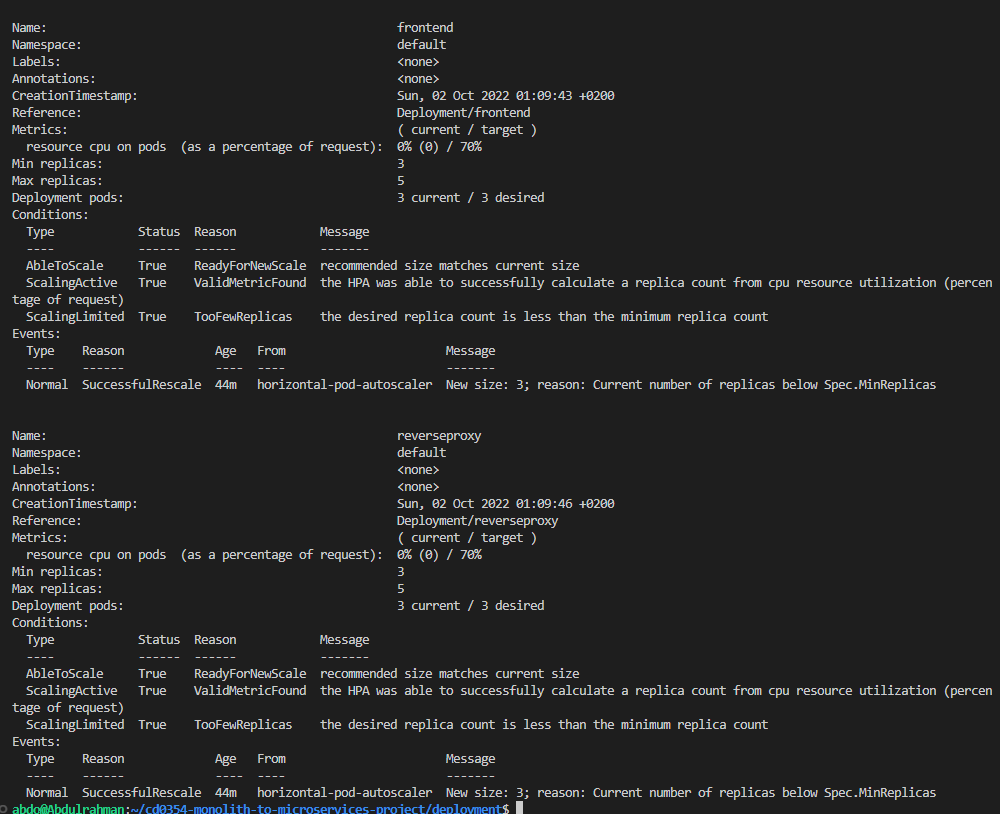 Name:                                                  frontend
Namespace:                                             default
Labels:                                                <none>
Annotations:                                           <none>
CreationTimestamp:                                     Sun, 02 Oct 2022 01:09:43 +0200
Reference:                                             Deployment/frontend
Metrics:                                               ( current / target )
  resource cpu on pods  (as a percentage of request):  0% (0) / 70%
Min replicas:                                          3
Max replicas:                                          5
Deployment pods:                                       3 current / 3 desired
Conditions:
  Type            Status  Reason            Message
  ----            ------  ------            -------
  AbleToScale     True    ReadyForNewScale  recommended size matches current size
  ScalingActive   True    ValidMetricFound  the HPA was able to successfully calculate a replica count from cpu resource utilization (percen
tage of request)
  ScalingLimited  True    TooFewReplicas    the desired replica count is less than the minimum replica count
Events:
  Type    Reason             Age   From                       Message
  ----    ------             ----  ----                       -------
  Normal  SuccessfulRescale  44m   horizontal-pod-autoscaler  New size: 3; reason: Current number of replicas below Spec.MinReplicas
Name:                                                  reverseproxy
Namespace:                                             default
Labels:                                                <none>
Annotations:                                           <none>
CreationTimestamp:                                     Sun, 02 Oct 2022 01:09:46 +0200
Reference:                                             Deployment/reverseproxy
Metrics:                                               ( current / target )
  resource cpu on pods  (as a percentage of request):  0% (0) / 70%
Min replicas:                                          3
Max replicas:                                          5
Deployment pods:                                       3 current / 3 desired
Conditions:
  Type            Status  Reason            Message
  ----            ------  ------            -------
  AbleToScale     True    ReadyForNewScale  recommended size matches current size
  ScalingActive   True    ValidMetricFound  the HPA was able to successfully calculate a replica count from cpu resource utilization (percen
tage of request)
  ScalingLimited  True    TooFewReplicas    the desired replica count is less than the minimum replica count
Events:
  Type    Reason             Age   From                       Message
  ----    ------             ----  ----                       -------
  Normal  SuccessfulRescale  44m   horizontal-pod-autoscaler  New size: 3; reason: Current number of replicas below Spec.MinReplicas
abdo@Abdulrahman:~/cd0354-monolith-to-microservices-project/deployment$